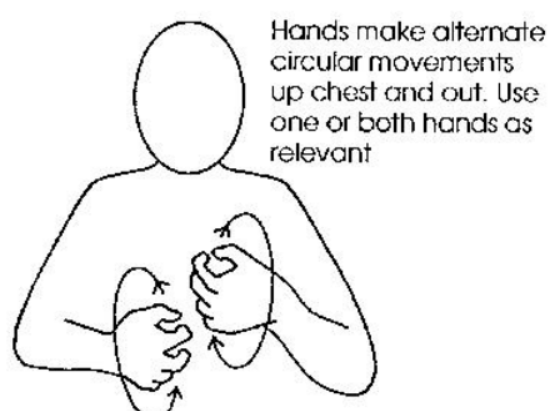 Hands make alternate
circular movements
up chest and out. Use
one or both hands as
relevant